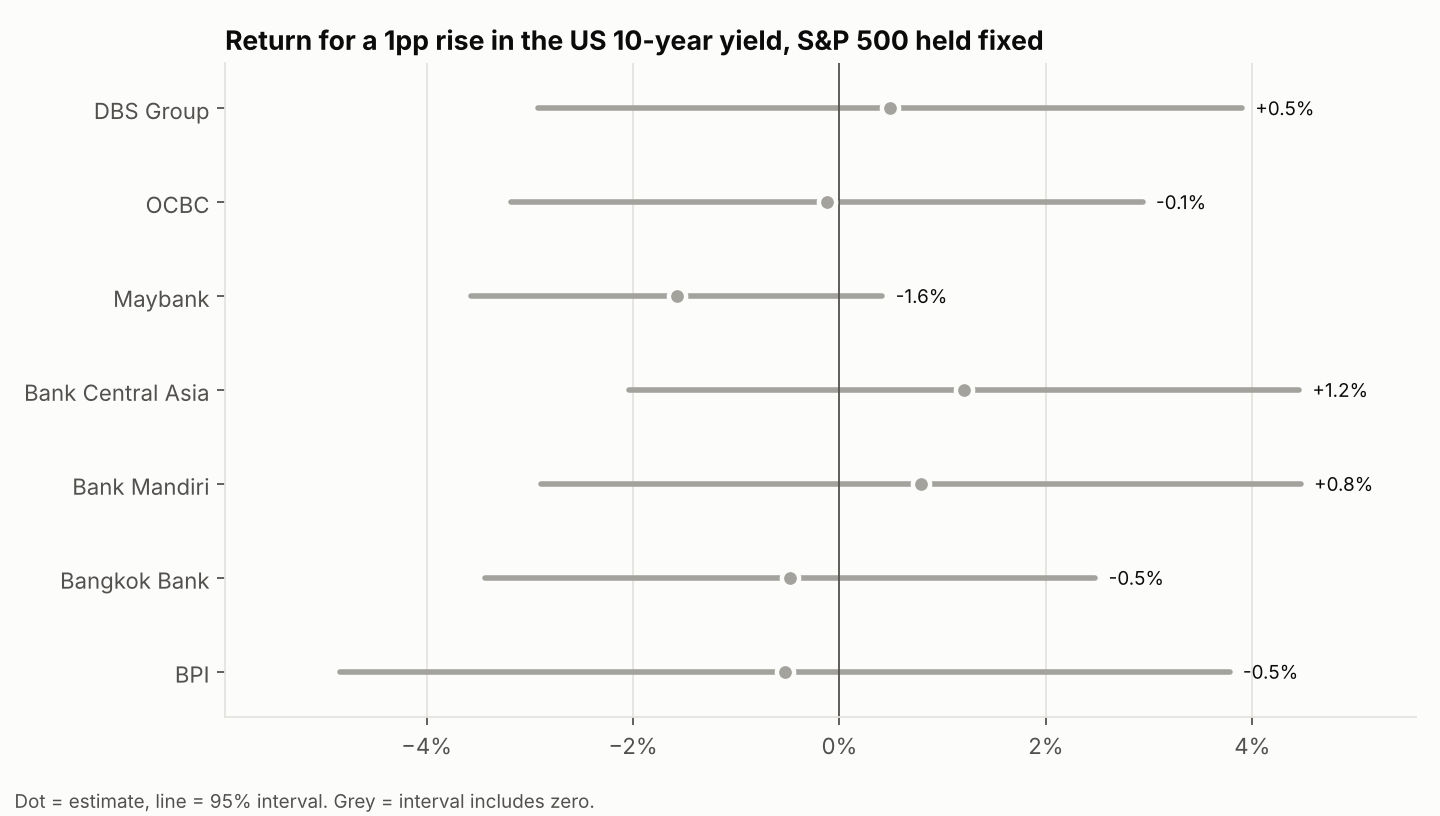 Return for a 1pp rise in the US 10-year yield, S&P 500 held fixed
DBS Group
+0.5%
OCBC
-0.1%
Maybank
-1.6%
Bank Central Asia
+1.2%
Bank Mandiri
+0.8%
Bangkok Bank
-0.5%
BPI
-0.5%
−4% −2% 0% 2% 4%
Dot = estimate, line = 95% interval. Grey = interval includes zero.